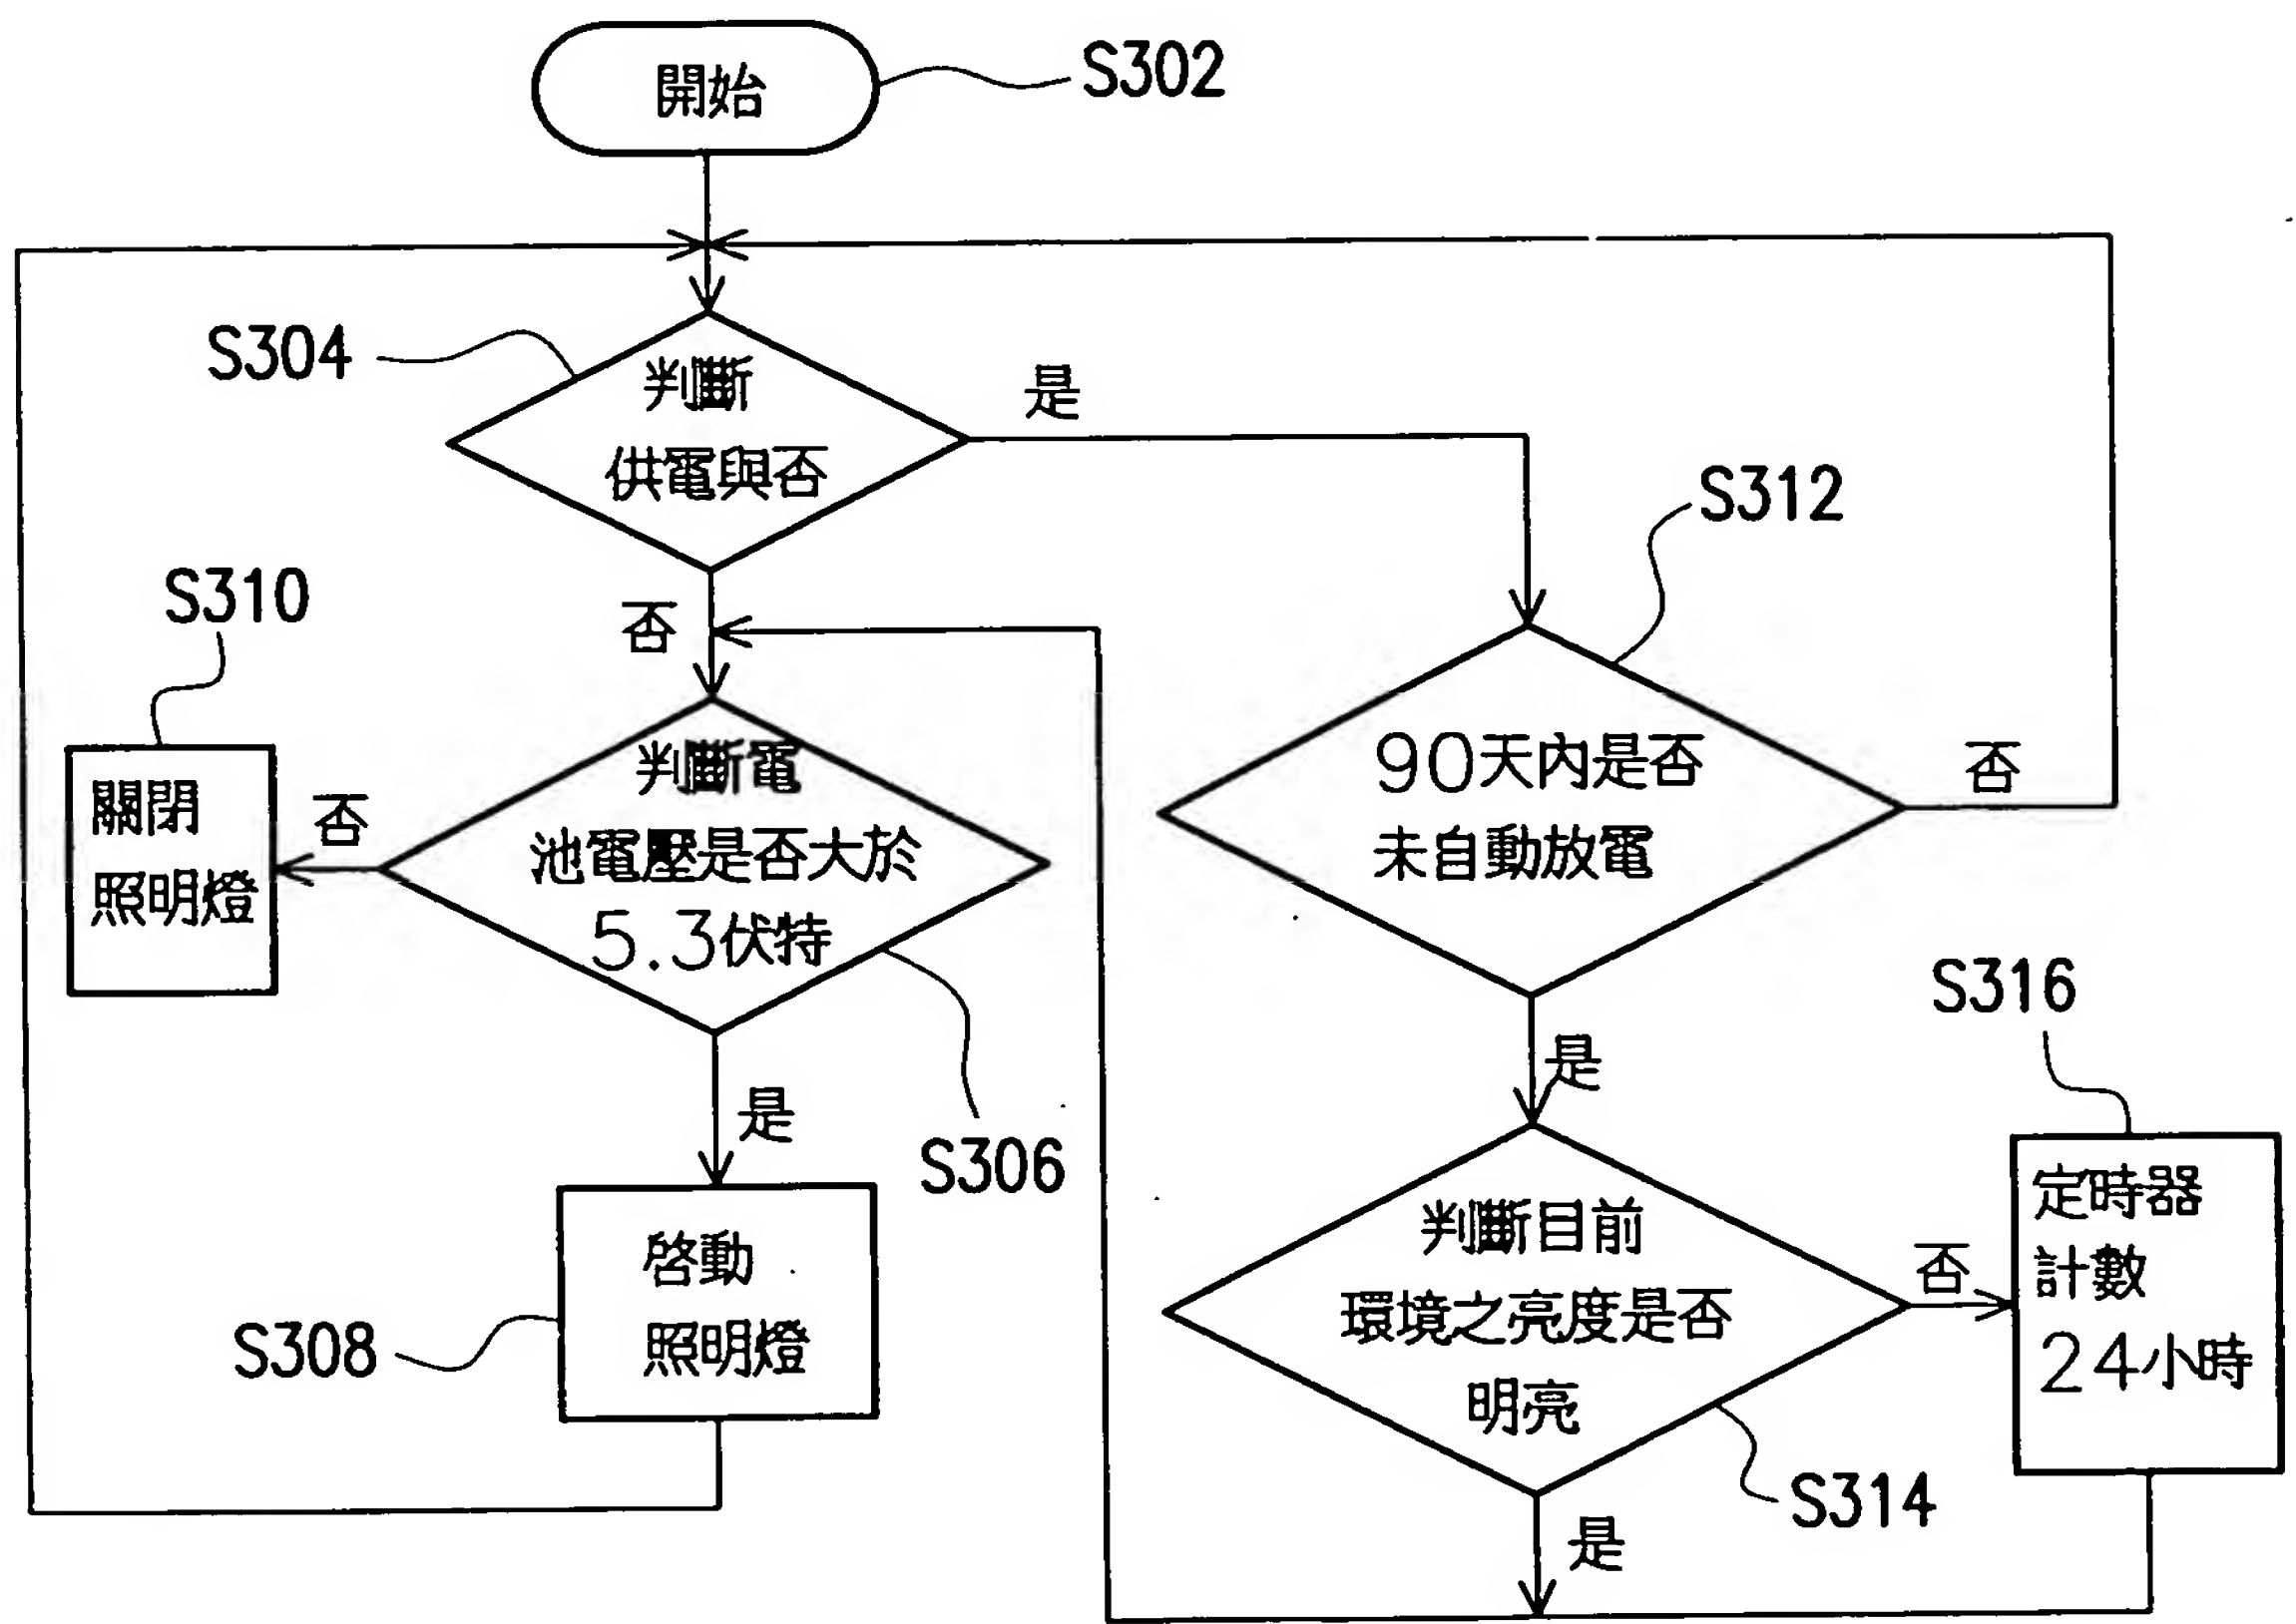 開始
S302
S304
判斷
供電與否
是
S312
S310
否
90天內是否
未自動放電
否
判斷電
池電壓是否大於
5.3伏特
否
關閉
照明燈
S306
是
是
S316
啓動
照明燈
S308
判斷目前
環境之亮度是否
明亮
否
定時器
計數
24小時
S314
是